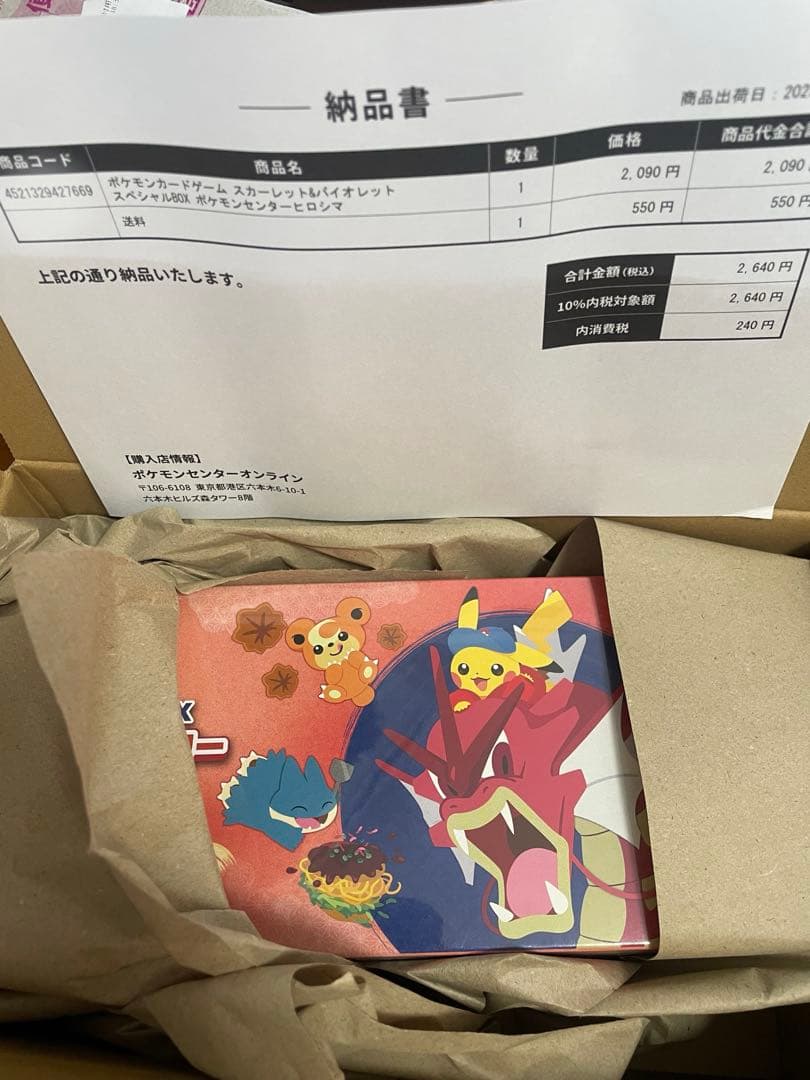 納品書
商品出荷日:202
商品コード 商品名 数量 価格 商品代金合
4521329427669 ポケモンカードゲーム スカーレット&バイオレット 1 2,090 円 2,090
スペシャルBOX ポケモンセンターヒロシマ
送料 1 550 円 550 円
上記の通り納品いたします。
合計金額(税込) 2,640 円
10%内税対象額 2,640 円
内消費税 240 円
【購入店情報】
ポケモンセンターオンライン
〒106-6108 東京都港区六本木6-10-1
六本木ヒルズ森タワー8階
X